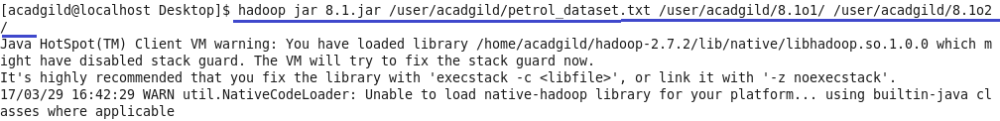 [acadgild@localhost Desktop]$ hadoop jar 8.1.jar /user/acadgild/petrol_dataset.txt /user/acadgild/8.1o1/ /user/acadgild/8.1o2
/
Java HotSpot(TM) Client VM warning: You have loaded library /home/acadgild/hadoop-2.7.2/lib/native/libhadoop.so.1.0.0 which m
ight have disabled stack guard. The VM will try to fix the stack guard now.
It's highly recommended that you fix the library with 'execstack -c <libfile>', or link it with '-z noexecstack'.
17/03/29 16:42:29 WARN util.NativeCodeLoader: Unable to load native-hadoop library for your platform... using builtin-java cl
asses where applicable